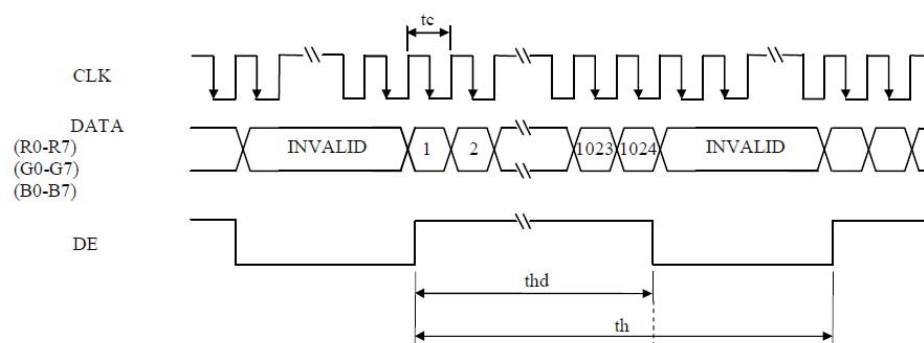 tc
CLK
DATA
(R0-R7)
(G0-G7)
(B0-B7)
INVALID 1 2 1023 1024 INVALID
DE
thd
th